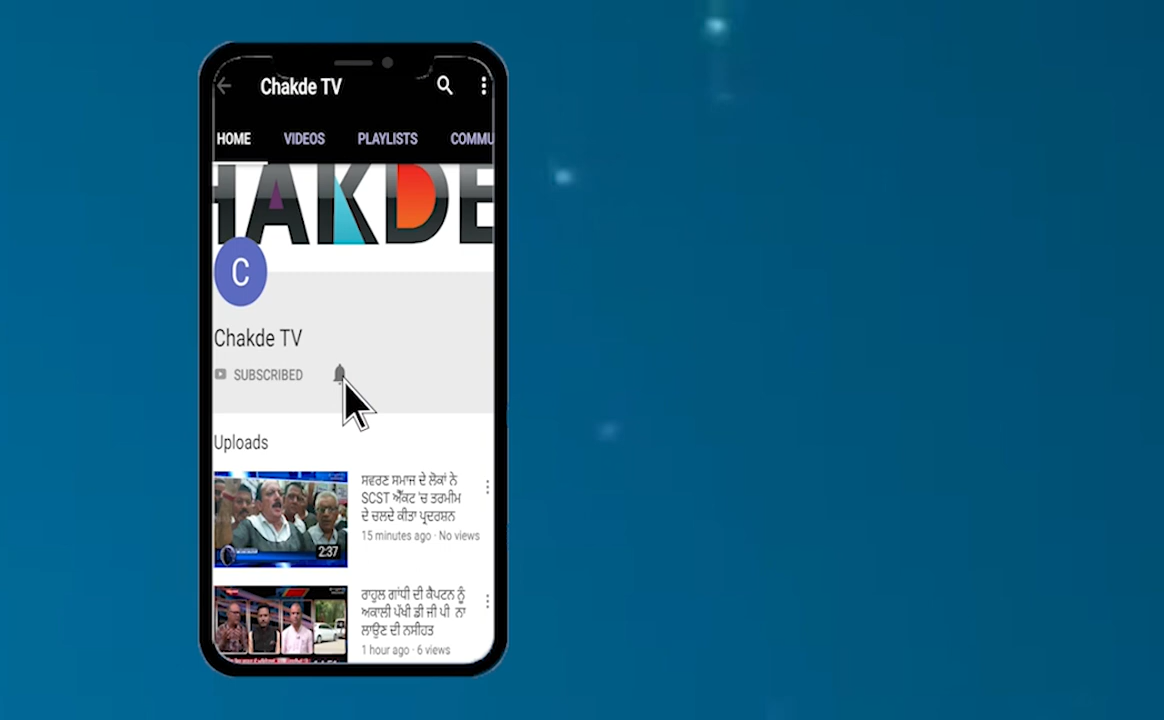 Chakde TV
HOME VIDEOS PLAYLISTS COMMU
HAKDE
C
Chakde TV
SUBSCRIBED
Uploads
ਸਵਰਣ ਸਮਾਜ ਦੇ ਲੋਕਾਂ ਨੇ
SCST ਐਕਟ 'ਚ ਤਰਮੀਮ
ਦੇ ਚਲਦੇ ਕੀਤਾ ਪ੍ਰਦਰਸ਼ਨ
15 minutes ago · No views
2:37
ਰਾਹੁਲ ਗਾਂਧੀ ਦੀ ਕੈਪਟਨ ਨੂੰ
ਅਕਾਲੀ ਪੱਖੀ ਡੀ ਜੀ ਪੀ ਨਾ
ਲਾਉਣ ਦੀ ਨਸੀਹਤ
1 hour ago · 6 views